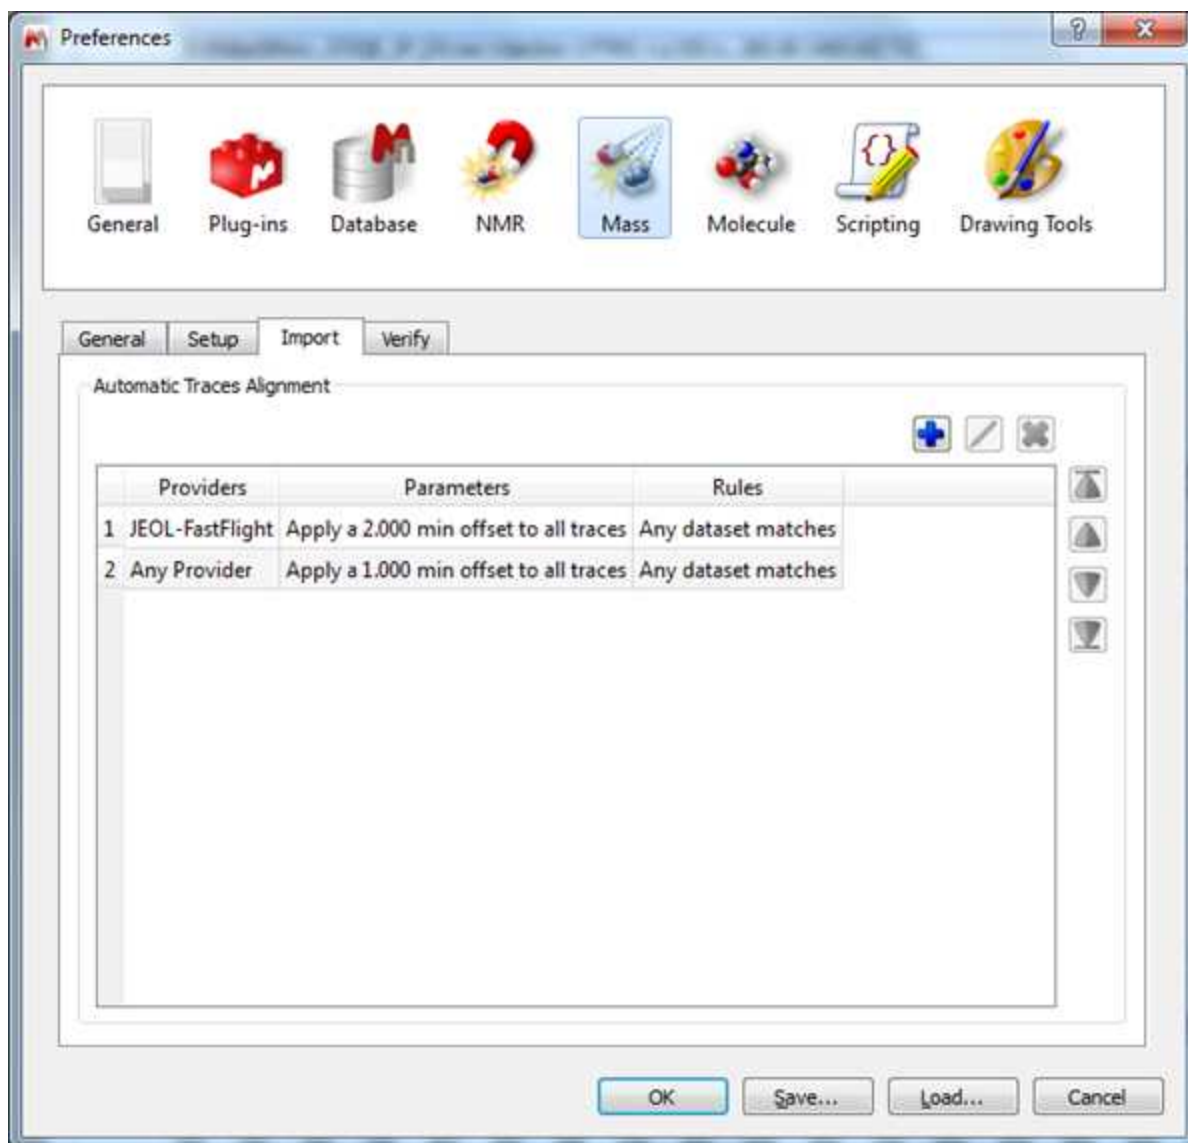 Preferences
General Plug-ins Database NMR Mass Molecule Scripting Drawing Tools
General Setup Import Verify
Automatic Traces Alignment
Providers Parameters Rules
1 JEOL-FastFlight Apply a 2.000 min offset to all traces Any dataset matches
2 Any Provider Apply a 1.000 min offset to all traces Any dataset matches
OK Save... Load... Cancel